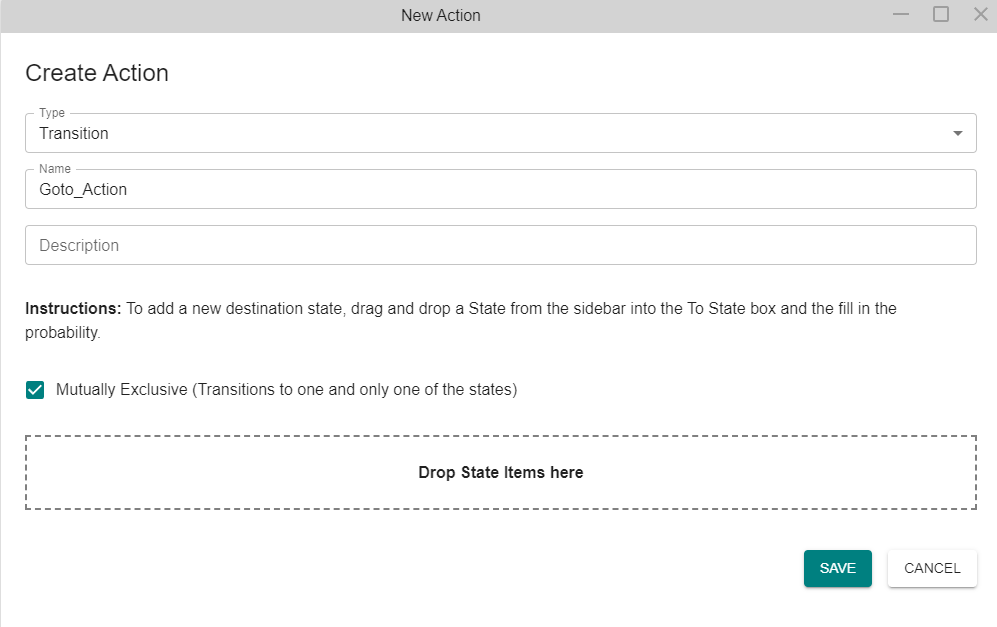 New Action
Create Action
Type
Transition
Name
Goto_Action
Description
Instructions: To add a new destination state, drag and drop a State from the sidebar into the To State box and the fill in the
probability.
Mutually Exclusive (Transitions to one and only one of the states)
Drop State Items here
SAVE CANCEL